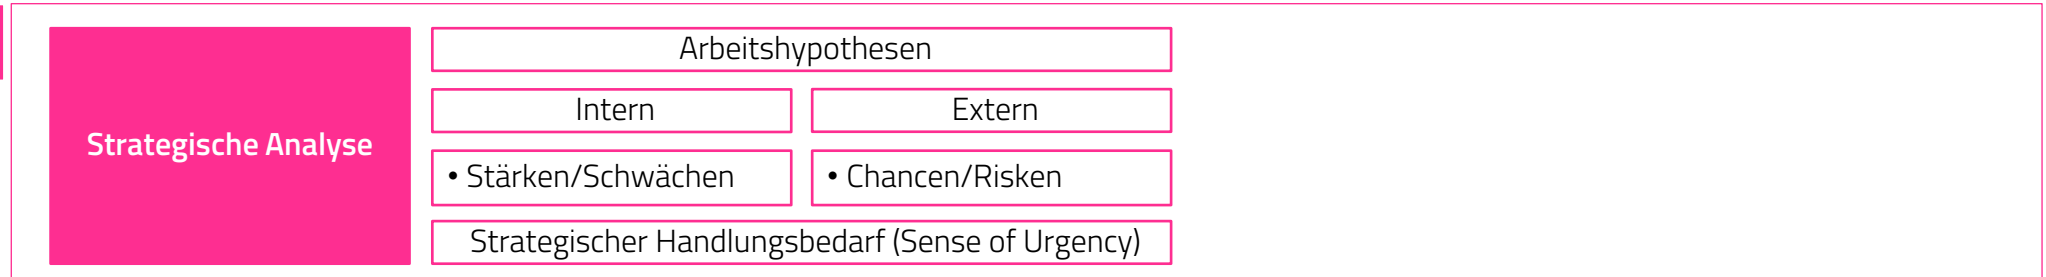 Strategische Analyse
Arbeitshypothesen
Intern
Extern
• Stärken/Schwächen
• Chancen/Risken
Strategischer Handlungsbedarf (Sense of Urgency)